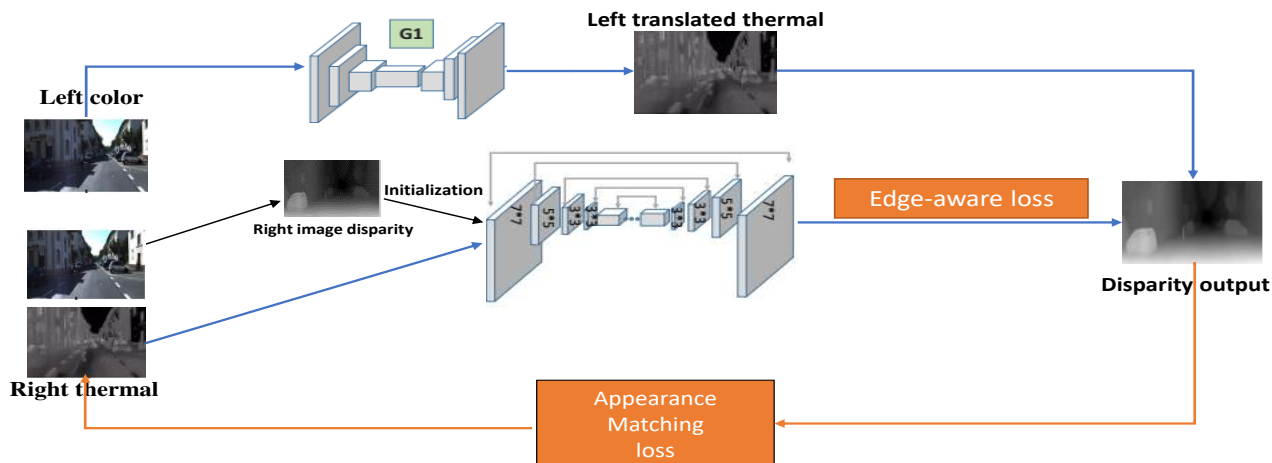 Left translated thermal
G1
Left color
Initialization
Right image disparity
7*7
5*5
3*3
3*3
3*3
3*3
5*5
7*7
Edge-aware loss
Disparity output
Right thermal
Appearance
Matching
loss